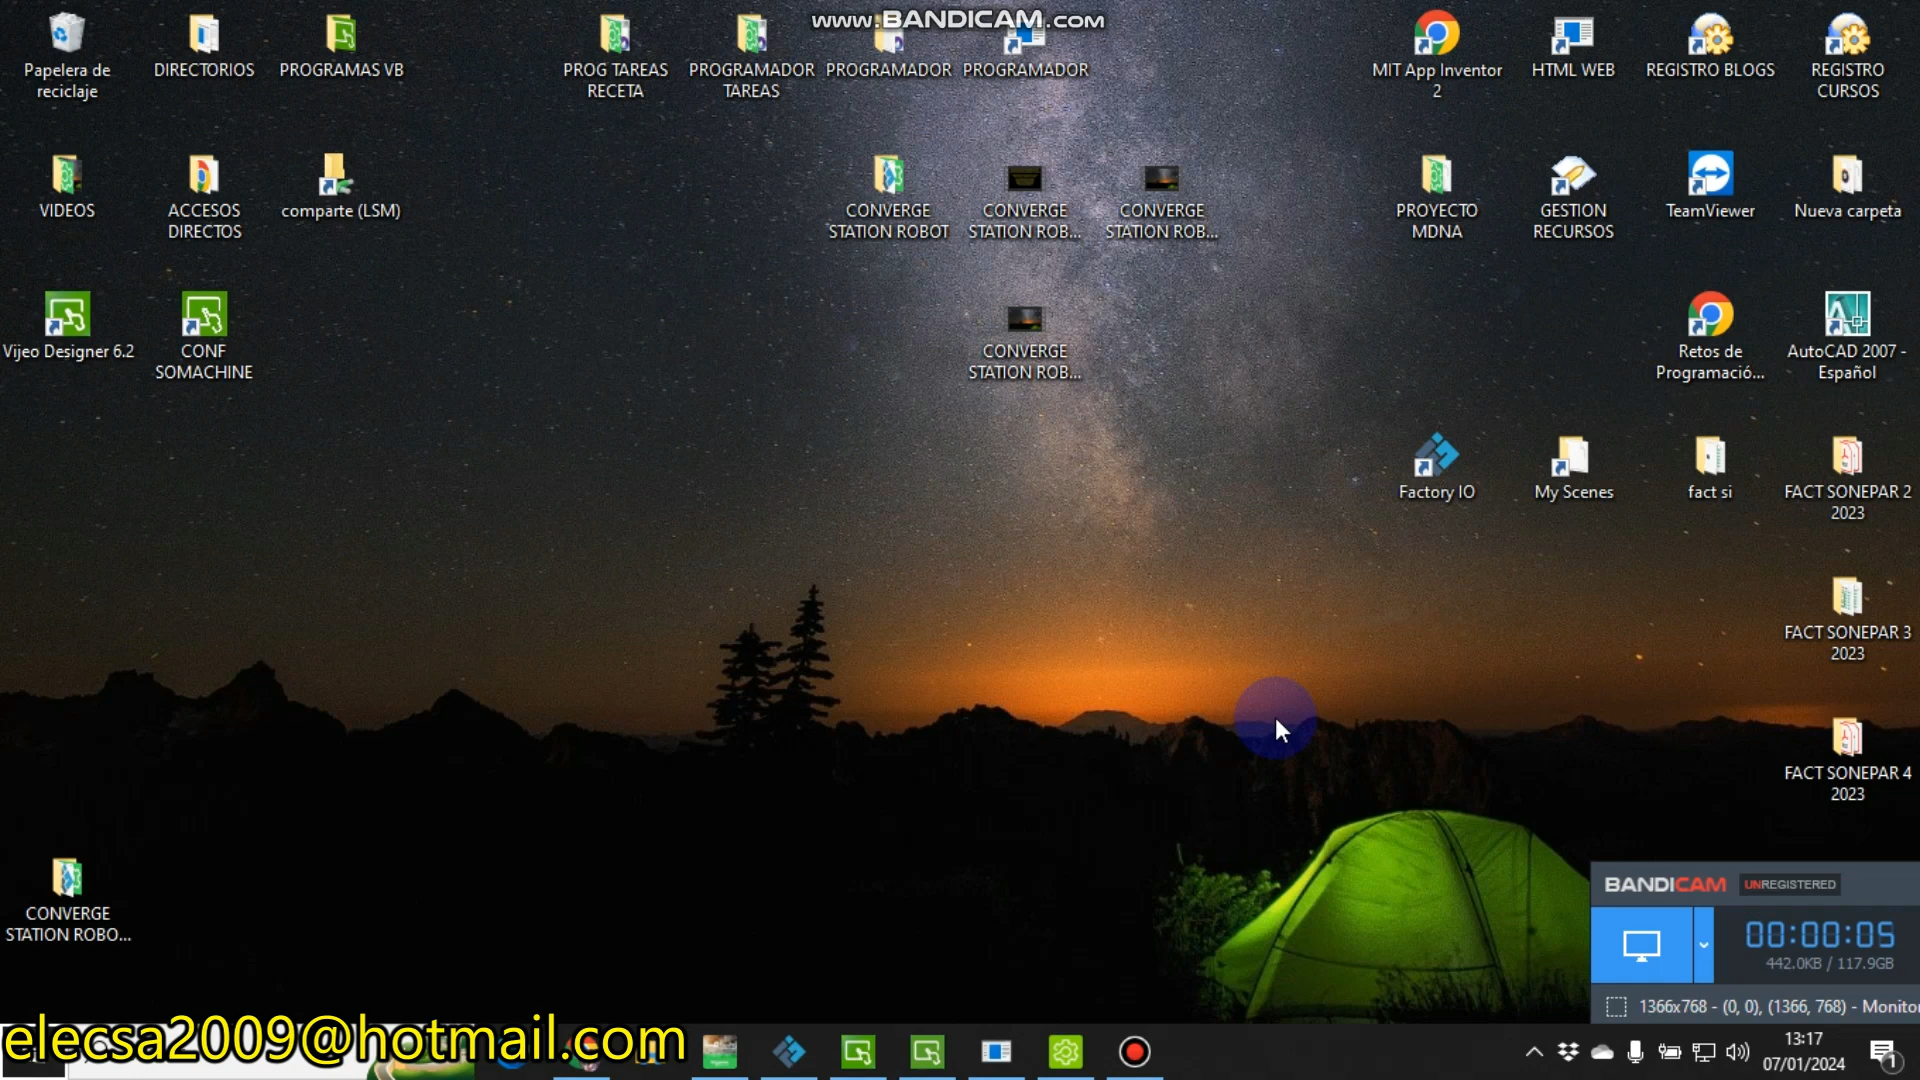 www.BANDICAM.com
Papelera de
reciclaje
DIRECTORIOS
PROGRAMAS VB
PROG TAREAS
RECETA
PROGRAMADOR
TAREAS
PROGRAMADOR
PROGRAMADOR
MIT App Inventor
2
HTML WEB
REGISTRO BLOGS
REGISTRO
CURSOS
VIDEOS
ACCESOS
DIRECTOS
comparte (LSM)
CONVERGE
STATION ROBOT
CONVERGE
STATION ROB...
CONVERGE
STATION ROB...
PROYECTO
MDNA
GESTION
RECURSOS
TeamViewer
Nueva carpeta
Vijeo Designer 6.2
CONF
SOMACHINE
CONVERGE
STATION ROB...
Retos de
Programació...
AutoCAD 2007 -
Español
Factory IO
My Scenes
fact si
FACT SONEPAR 2
2023
FACT SONEPAR 3
2023
FACT SONEPAR 4
2023
CONVERGE
STATION ROBO...
BANDICAM UNREGISTERED
00:00:05
442.0KB / 117.9GB
1366x768 - (0, 0), (1366, 768) - Monitor
elecsa2009@hotmail.com
13:17
07/01/2024
1